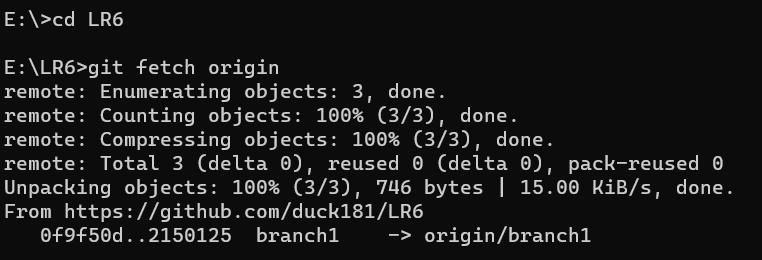 E:\>cd LR6
E:\LR6>git fetch origin
remote: Enumerating objects: 3, done.
remote: Counting objects: 100% (3/3), done.
remote: Compressing objects: 100% (3/3), done.
remote: Total 3 (delta 0), reused 0 (delta 0), pack-reused 0
Unpacking objects: 100% (3/3), 746 bytes | 15.00 KiB/s, done.
From https://github.com/duck181/LR6
   0f9f50d..2150125  branch1    -> origin/branch1